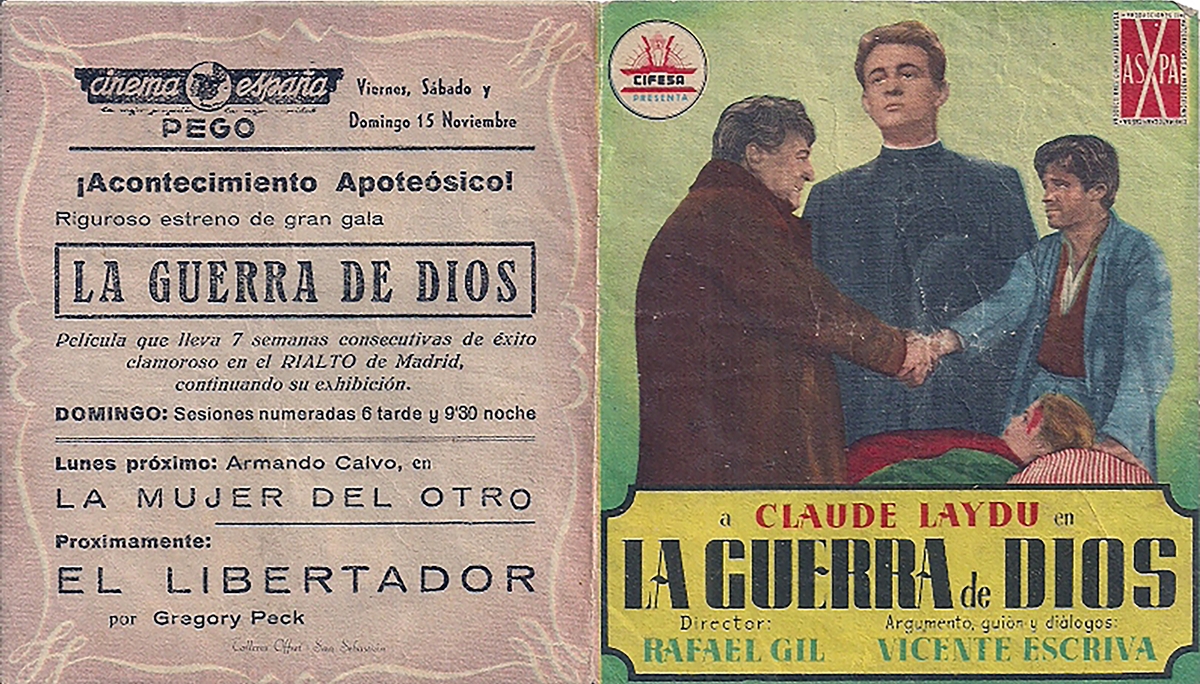 cinema españa
PEGO
Viernes, Sábado y
Domingo 15 Noviembre
¡Acontecimiento Apoteósico!
Riguroso estreno de gran gala
LA GUERRA DE DIOS
Película que lleva 7 semanas consecutivas de éxito
clamoroso en el RIALTO de Madrid,
continuando su exhibición.
DOMINGO: Sesiones numeradas 6 tarde y 9'30 noche
Lunes próximo: Armando Calvo, en
LA MUJER DEL OTRO
Proximamente:
EL LIBERTADOR
por Gregory Peck
Offset - San Sebastián
CIFESA
PRESENTA
ASPA
a CLAUDE LAYDU en
LA GUERRA de DIOS
Director:
RAFAEL GIL
Argumento, guión y diálogos:
VICENTE ESCRIVA